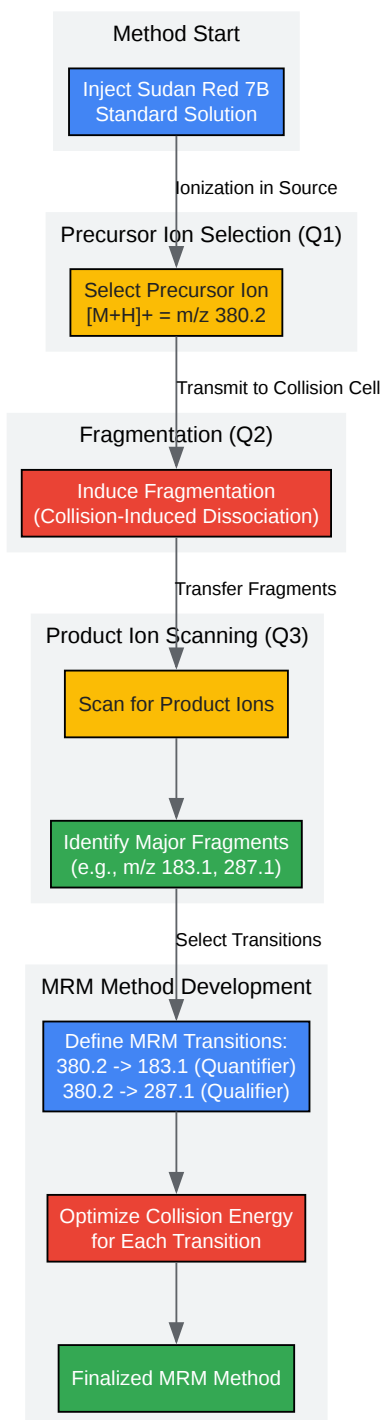 Method Start
Inject Sudan Red 7B
Standard Solution
Ionization in Source
Precursor Ion Selection (Q1)
Select Precursor Ion
[M+H]+ = m/z 380.2
Transmit to Collision Cell
Fragmentation (Q2)
Induce Fragmentation
(Collision-Induced Dissociation)
Transfer Fragments
Product Ion Scanning (Q3)
Scan for Product Ions
Identify Major Fragments
(e.g., m/z 183.1, 287.1)
Select Transitions
MRM Method Development
Define MRM Transitions:
380.2 -> 183.1 (Quantifier)
380.2 -> 287.1 (Qualifier)
Optimize Collision Energy
for Each Transition
Finalized MRM Method